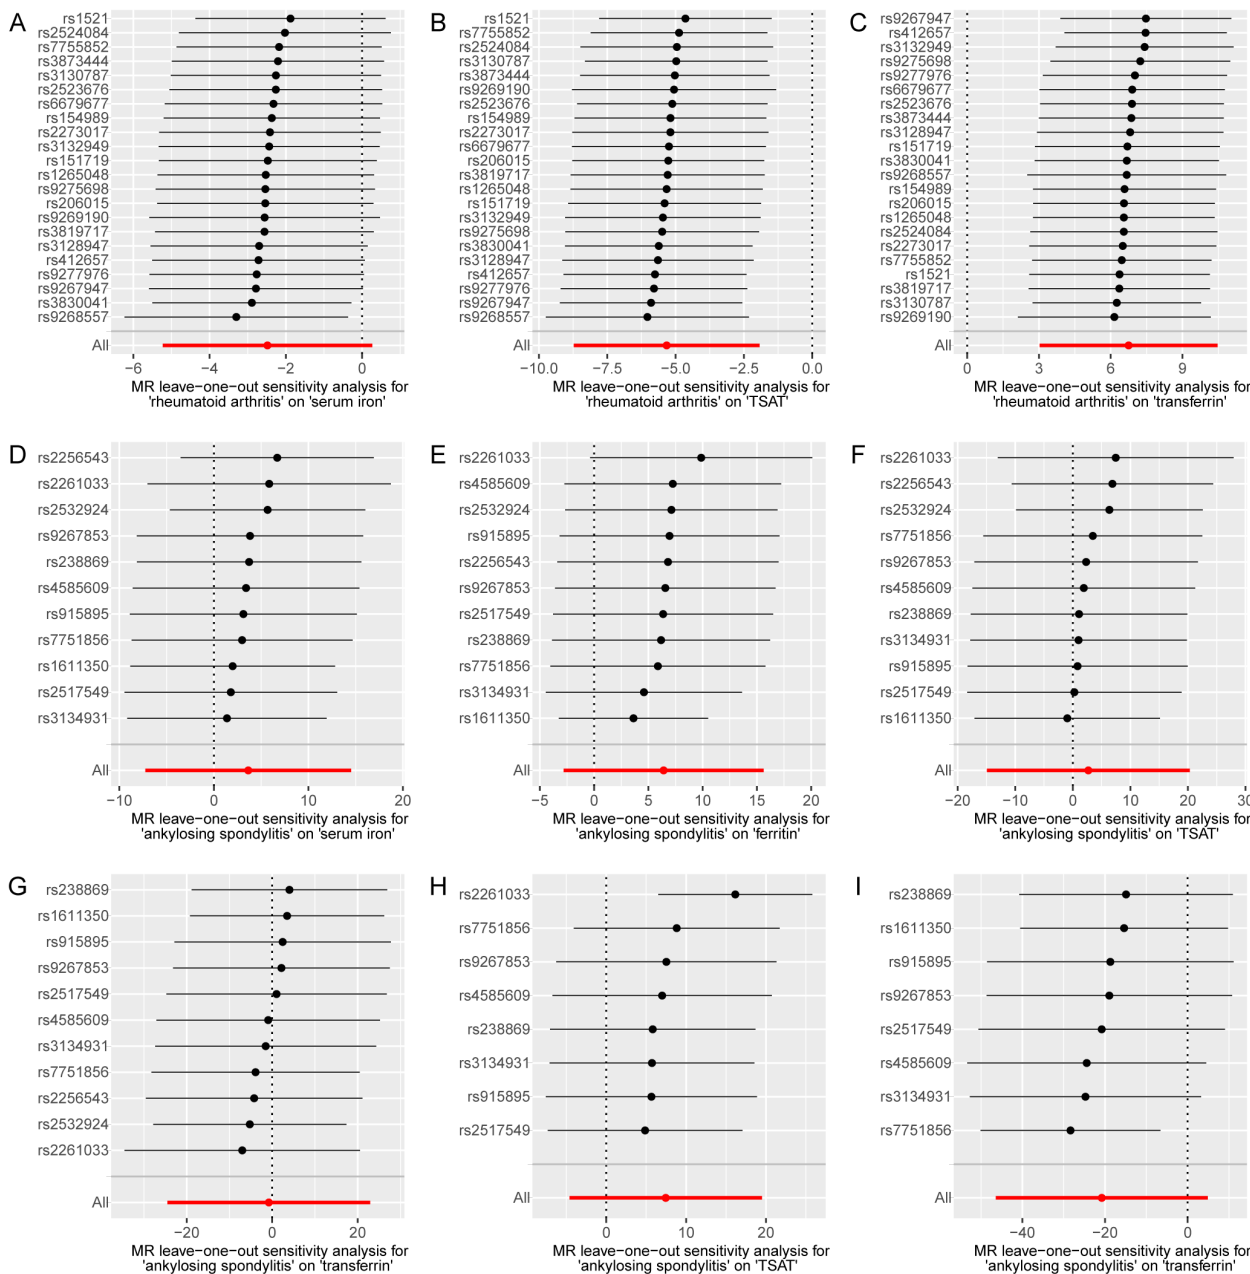 A
rs1521
rs2524084
rs7755852
rs3873444
rs3130787
rs2523676
rs6679677
rs154989
rs2273017
rs3132949
rs151719
rs1265048
rs9275698
rs206015
rs9269190
rs3819717
rs3128947
rs412657
rs9277976
rs9267947
rs3830041
rs9268557
All
−6 −4 −2 0
MR leave−one−out sensitivity analysis for
'rheumatoid arthritis' on 'serum iron'
B
rs1521
rs7755852
rs2524084
rs3130787
rs3873444
rs9269190
rs2523676
rs154989
rs2273017
rs6679677
rs206015
rs3819717
rs1265048
rs151719
rs3132949
rs9275698
rs3830041
rs3128947
rs412657
rs9277976
rs9267947
rs9268557
All
−10.0 −7.5 −5.0 −2.5 0.0
MR leave−one−out sensitivity analysis for
'rheumatoid arthritis' on 'TSAT'
C
rs9267947
rs412657
rs3132949
rs9275698
rs9277976
rs6679677
rs2523676
rs3873444
rs3128947
rs151719
rs3830041
rs9268557
rs154989
rs206015
rs1265048
rs2524084
rs2273017
rs7755852
rs1521
rs3819717
rs3130787
rs9269190
All
0 3 6 9
MR leave−one−out sensitivity analysis for
'rheumatoid arthritis' on 'transferrin'
D
rs2256543
rs2261033
rs2532924
rs9267853
rs238869
rs4585609
rs915895
rs7751856
rs1611350
rs2517549
rs3134931
All
−10 0 10 20
MR leave−one−out sensitivity analysis for
'ankylosing spondylitis' on 'serum iron'
E
rs2261033
rs4585609
rs2532924
rs915895
rs2256543
rs9267853
rs2517549
rs238869
rs7751856
rs3134931
rs1611350
All
−5 0 5 10 15 20
MR leave−one−out sensitivity analysis for
'ankylosing spondylitis' on 'ferritin'
F
rs2261033
rs2256543
rs2532924
rs7751856
rs9267853
rs4585609
rs238869
rs3134931
rs915895
rs2517549
rs1611350
All
−20 −10 0 10 20 30
MR leave−one−out sensitivity analysis for
'ankylosing spondylitis' on 'TSAT'
G
rs238869
rs1611350
rs915895
rs9267853
rs2517549
rs4585609
rs3134931
rs7751856
rs2256543
rs2532924
rs2261033
All
−20 0 20
MR leave−one−out sensitivity analysis for
'ankylosing spondylitis' on 'transferrin'
H
rs2261033
rs7751856
rs9267853
rs4585609
rs238869
rs3134931
rs915895
rs2517549
All
0 10 20
MR leave−one−out sensitivity analysis for
'ankylosing spondylitis' on 'TSAT'
I
rs238869
rs1611350
rs915895
rs9267853
rs2517549
rs4585609
rs3134931
rs7751856
All
−40 −20 0
MR leave−one−out sensitivity analysis for
'ankylosing spondylitis' on 'transferrin'